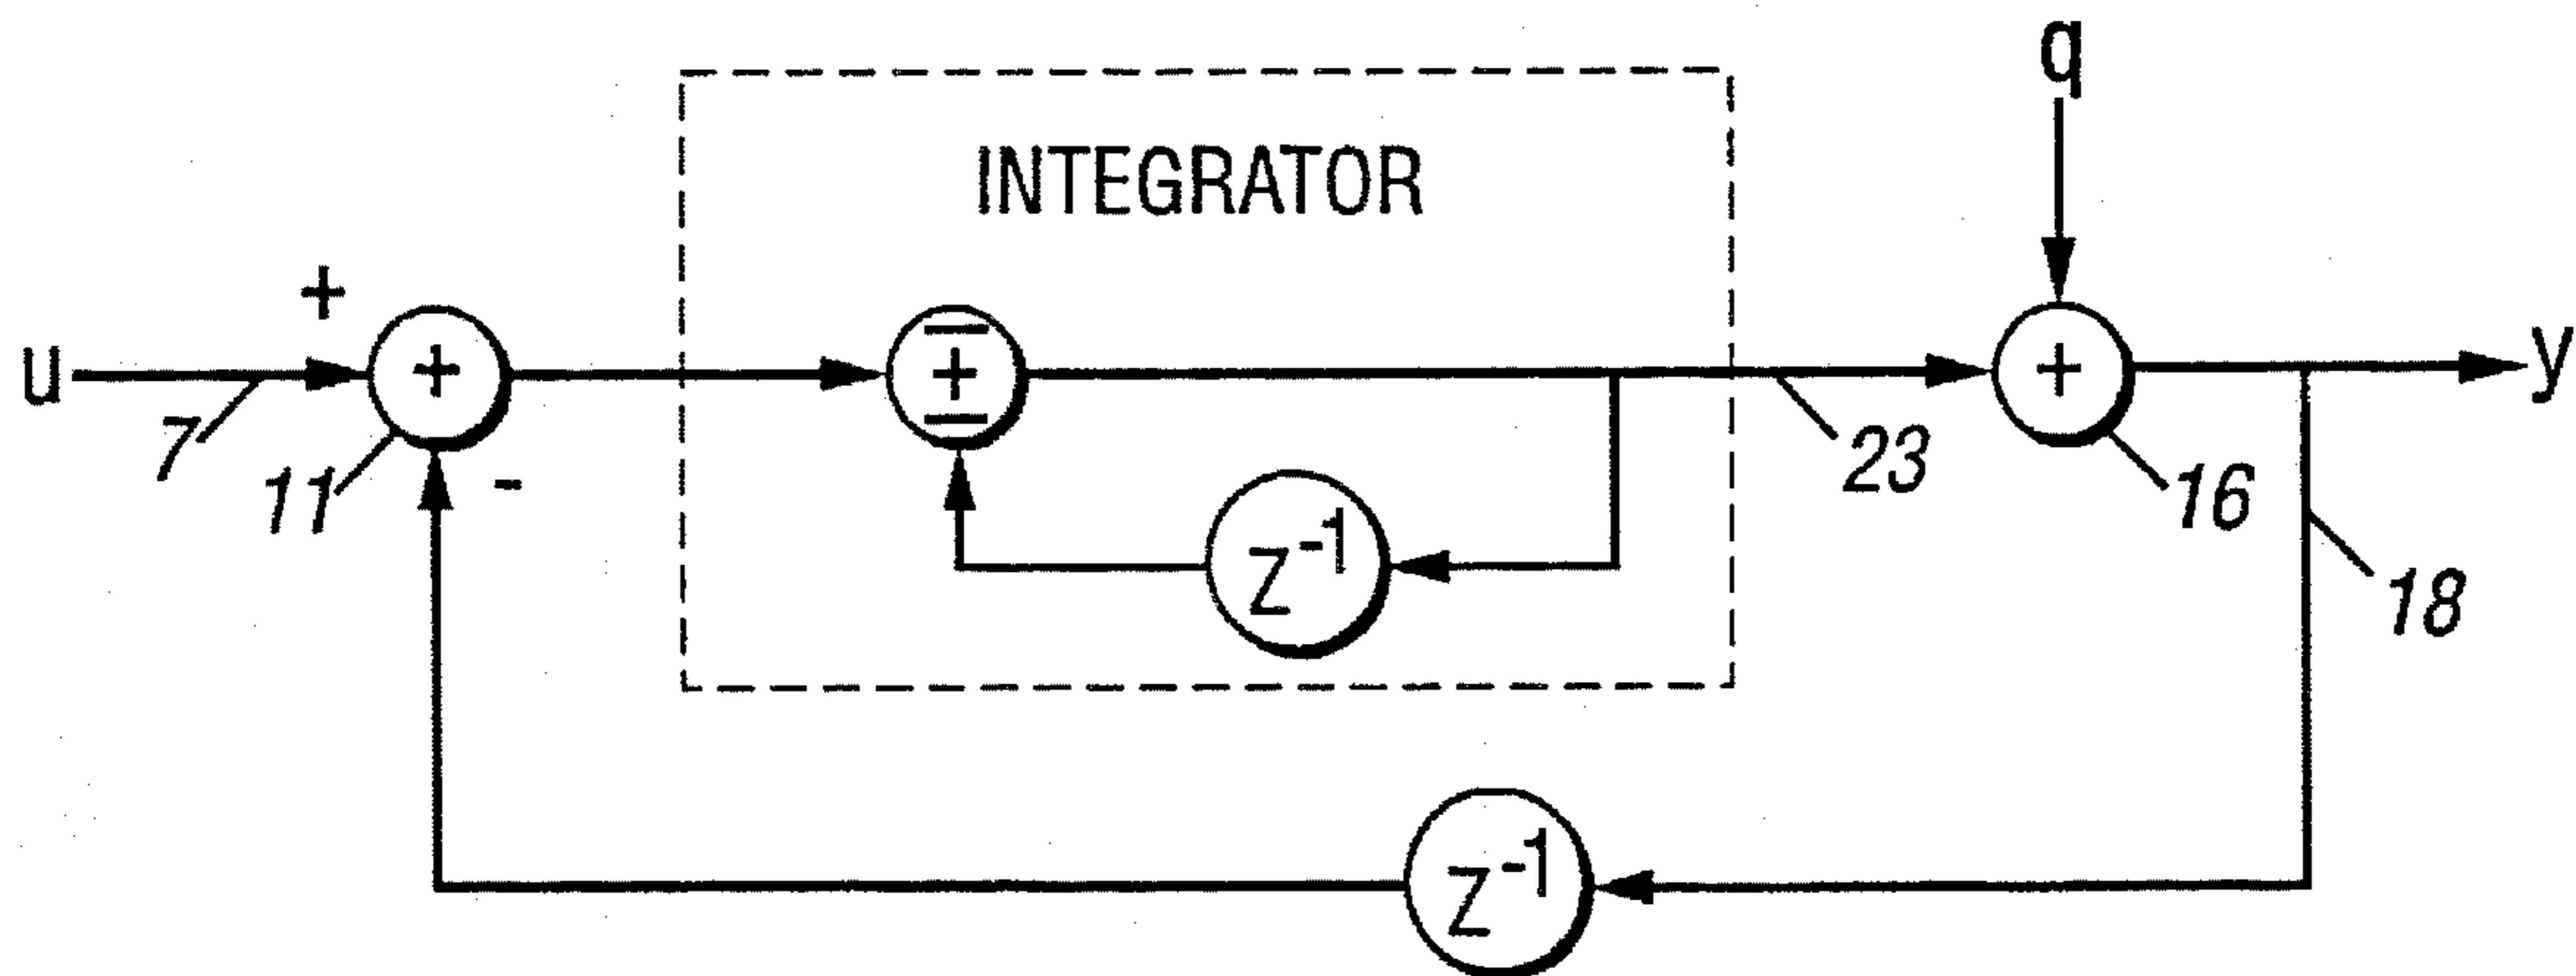 q
INTEGRATOR
+
u
+
+
+
y
7
11
-
23
16
z⁻¹
18
z⁻¹